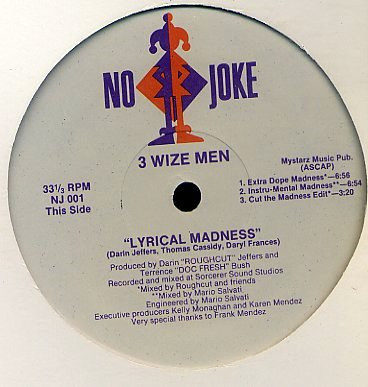 NO JOKE
3 WIZE MEN
33 1/3 RPM
NJ 001
This Side
Mystarz Music Pub.
(ASCAP)
1. Extra Dope Madness*—6:56
2. Instru-Mental Madness**—6:54
3. Cut the Madness Edit*—3:20
"LYRICAL MADNESS"
(Darin Jeffers, Thomas Cassidy, Daryl Frances)
Produced by Darin "ROUGHCUT" Jeffers and
Terrence "DOC FRESH" Bush
Recorded and mixed at Sorcerer Sound Studios
*Mixed by Roughcut and friends
**Mixed by Mario Salvati
Engineered by Mario Salvati
Executive producers Kelly Monaghan and Karen Mendez
Very special thanks to Frank Mendez